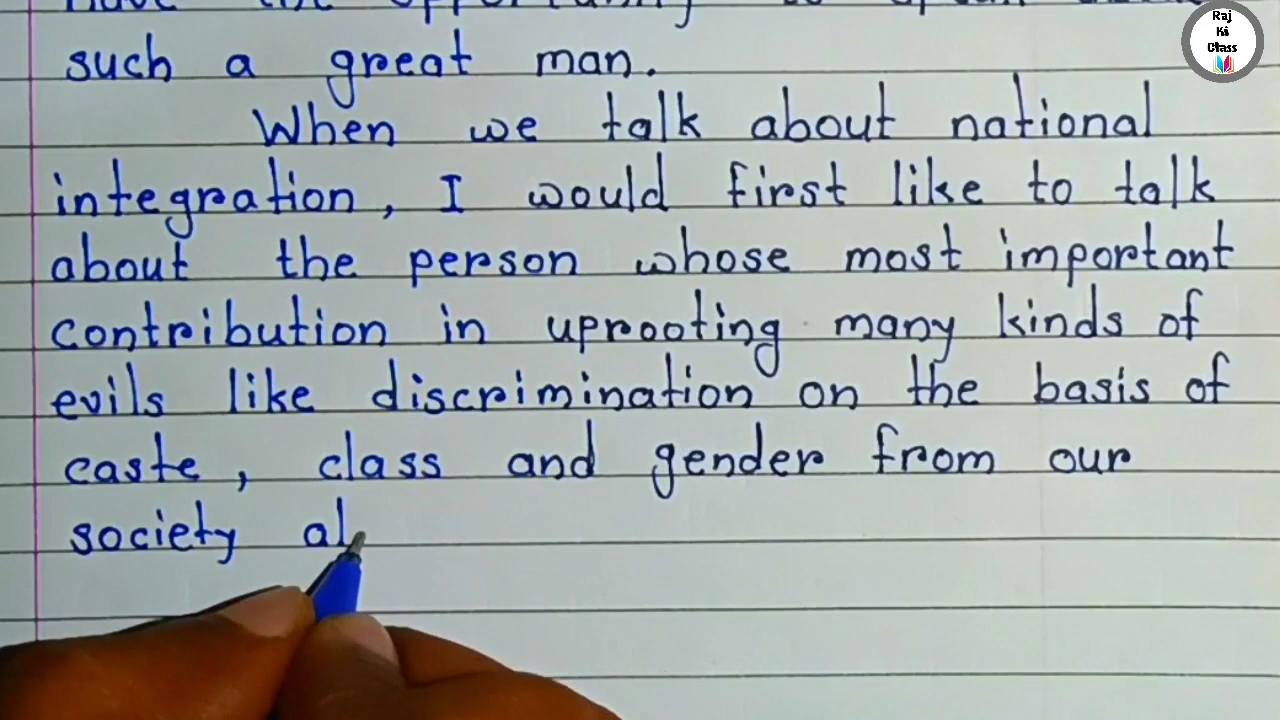 such a great man.
When we talk about national
integration, I would first like to talk
about the person whose most important
contribution in uprooting many kinds of
evils like discrimination on the basis of
caste, class and gender from our
society al
Raj
Ki
Class